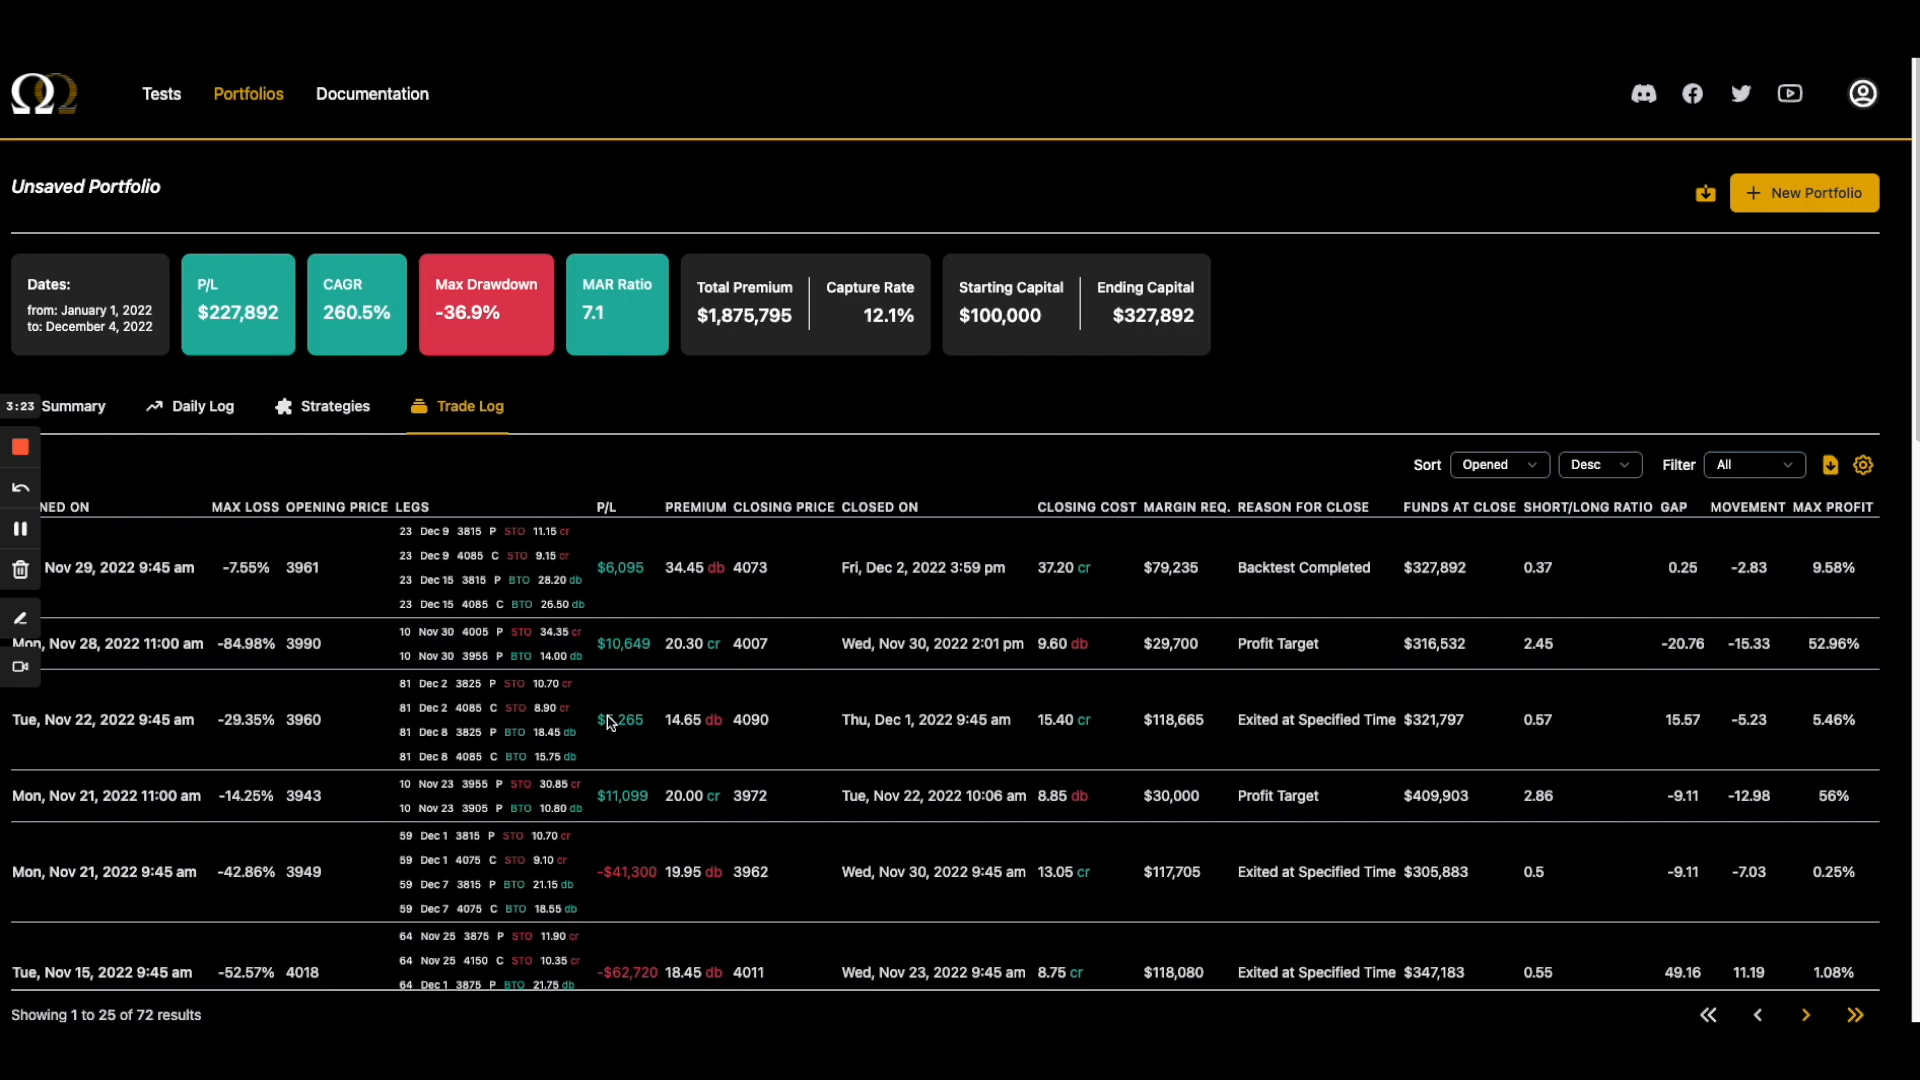 ΩΩ Tests Portfolios Documentation
Unsaved Portfolio
New Portfolio
Dates:
from: January 1, 2022
to: December 4, 2022
P/L
$227,892
CAGR
260.5%
Max Drawdown
-36.9%
MAR Ratio
7.1
Total Premium
$1,875,795
Capture Rate
12.1%
Starting Capital
$100,000
Ending Capital
$327,892
3:23 Summary Daily Log Strategies Trade Log
Sort Opened Desc Filter All
NED ON MAX LOSS OPENING PRICE LEGS P/L PREMIUM CLOSING PRICE CLOSED ON CLOSING COST MARGIN REQ. REASON FOR CLOSE FUNDS AT CLOSE SHORT/LONG RATIO GAP MOVEMENT MAX PROFIT
23 Dec 9 3815 P STO 11.15 cr
23 Dec 9 4085 C STO 9.15 cr
Nov 29, 2022 9:45 am -7.55% 3961 $6,095 34.45 db 4073 Fri, Dec 2, 2022 3:59 pm 37.20 cr $79,235 Backtest Completed $327,892 0.37 0.25 -2.83 9.58%
23 Dec 15 3815 P BTO 28.20 db
23 Dec 15 4085 C BTO 26.50 db
10 Nov 30 4005 P STO 34.35 cr
Mon, Nov 28, 2022 11:00 am -84.98% 3990 $10,649 20.30 cr 4007 Wed, Nov 30, 2022 2:01 pm 9.60 db $29,700 Profit Target $316,532 2.45 -20.76 -15.33 52.96%
10 Nov 30 3955 P BTO 14.00 db
81 Dec 2 3825 P STO 10.70 cr
81 Dec 2 4085 C STO 8.90 cr
Tue, Nov 22, 2022 9:45 am -29.35% 3960 14.65 db 4090 Thu, Dec 1, 2022 9:45 am 15.40 cr $118,665 Exited at Specified Time $321,797 0.57 15.57 -5.23 5.46%
81 Dec 8 3825 P BTO 18.45 db
81 Dec 8 4085 C BTO 15.75 db
10 Nov 23 3955 P STO 30.85 cr
Mon, Nov 21, 2022 11:00 am -14.25% 3943 $11,099 20.00 cr 3972 Tue, Nov 22, 2022 10:06 am 8.85 db $30,000 Profit Target $409,903 2.86 -9.11 -12.98 56%
10 Nov 23 3905 P BTO 10.80 db
59 Dec 1 3815 P STO 10.70 cr
59 Dec 1 4075 C STO 9.10 cr
Mon, Nov 21, 2022 9:45 am -42.86% 3949 -$41,300 19.95 db 3962 Wed, Nov 30, 2022 9:45 am 13.05 cr $117,705 Exited at Specified Time $305,883 0.5 -9.11 -7.03 0.25%
59 Dec 7 3815 P BTO 21.15 db
59 Dec 7 4075 C BTO 18.55 db
64 Nov 25 3875 P STO 11.90 cr
64 Nov 25 4150 C STO 10.35 cr
Tue, Nov 15, 2022 9:45 am -52.57% 4018 -$62,720 18.45 db 4011 Wed, Nov 23, 2022 9:45 am 8.75 cr $118,080 Exited at Specified Time $347,183 0.55 49.16 11.19 1.08%
64 Dec 1 3875 P BTO 21.75 db
Showing 1 to 25 of 72 results